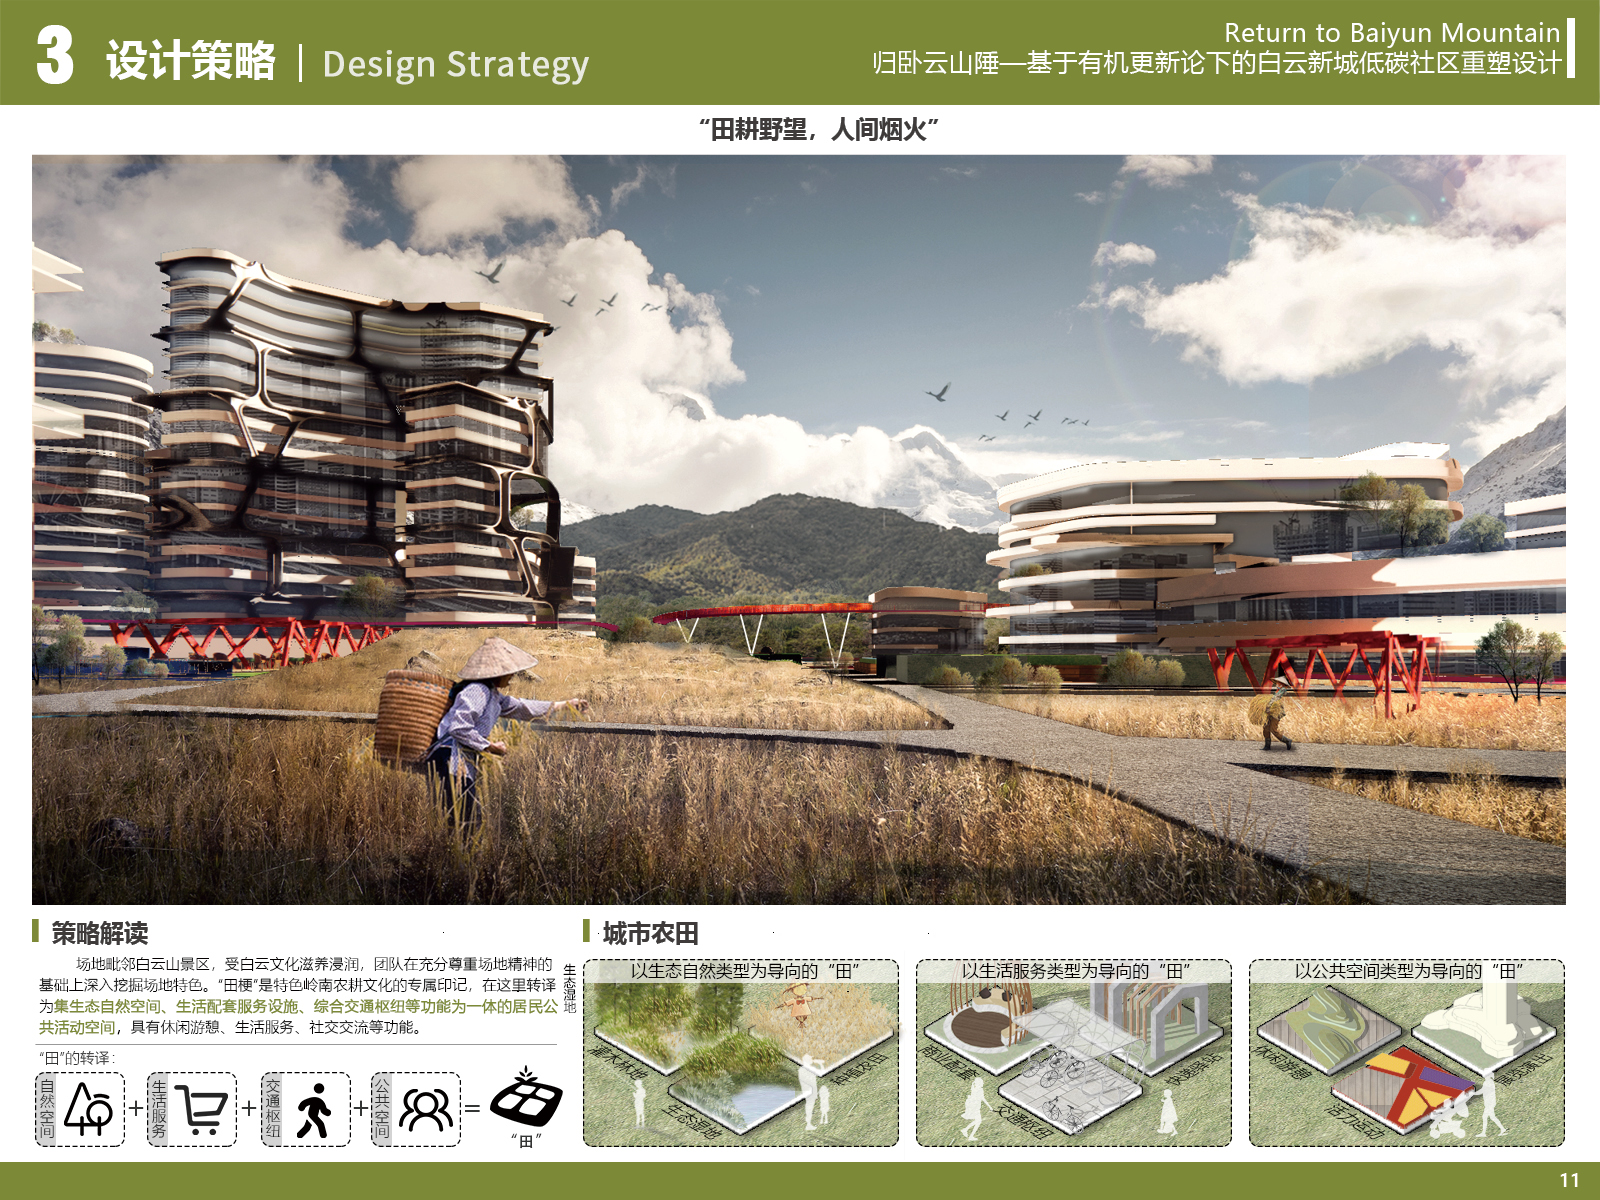 3 设计策略 | Design Strategy
Return to Baiyun Mountain
归卧云山陲—基于有机更新论下的白云新城低碳社区重塑设计
“田耕野望，人间烟火”
策略解读
场地毗邻白云山景区，受白云文化滋养浸润，团队在充分尊重场地精神的
基础上深入挖掘场地特色。“田梗”是特色岭南农耕文化的专属印记，在这里转译
为集生态自然空间、生活配套服务设施、综合交通枢纽等功能为一体的居民公
共活动空间，具有休闲游憩、生活服务、社交交流等功能。
“田”的转译：
自然空间
+
生活服务
+
交通枢纽
+
公共空间
=
“田”
生态湿地
城市农田
以生态自然类型为导向的“田”
灌木林地
种植农田
生态湿地
以生活服务类型为导向的“田”
商业配套
快递驿站
交通枢纽
以公共空间类型为导向的“田”
休闲游憩
展览演出
活力运动
11